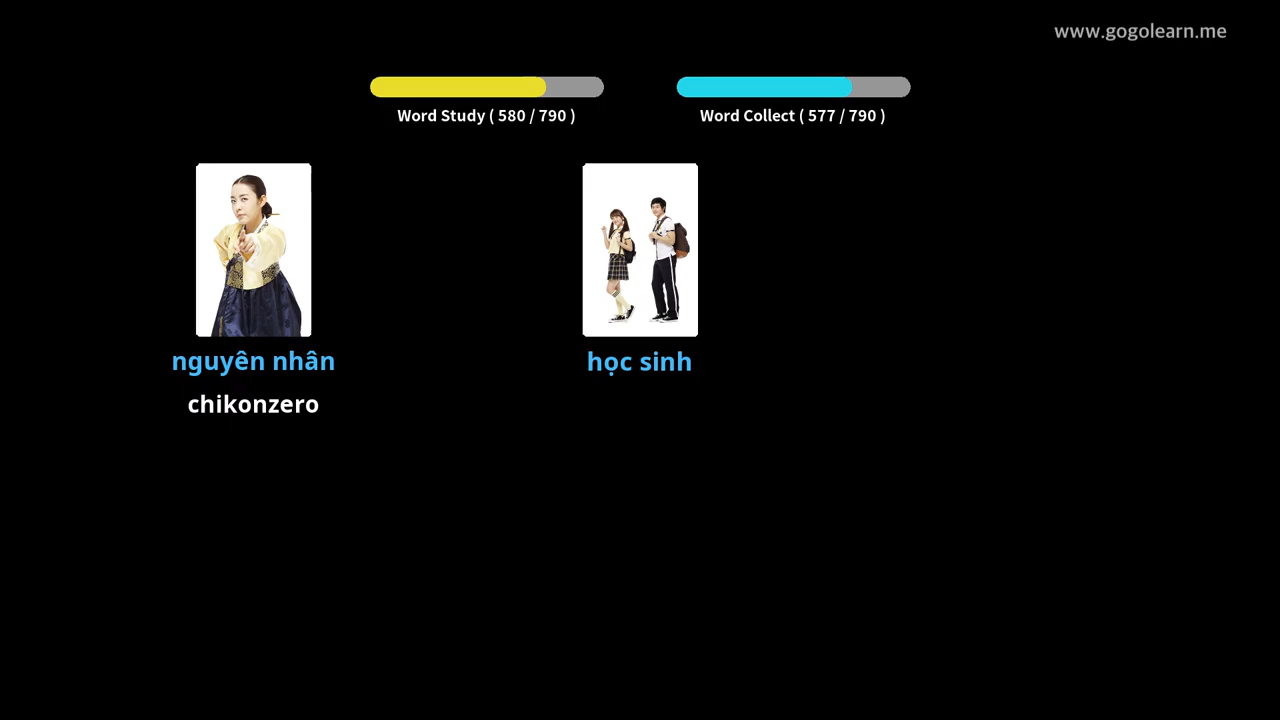 www.gogolearn.me
Word Study ( 580 / 790 )
Word Collect ( 577 / 790 )
nguyên nhân
chikonzero
học sinh